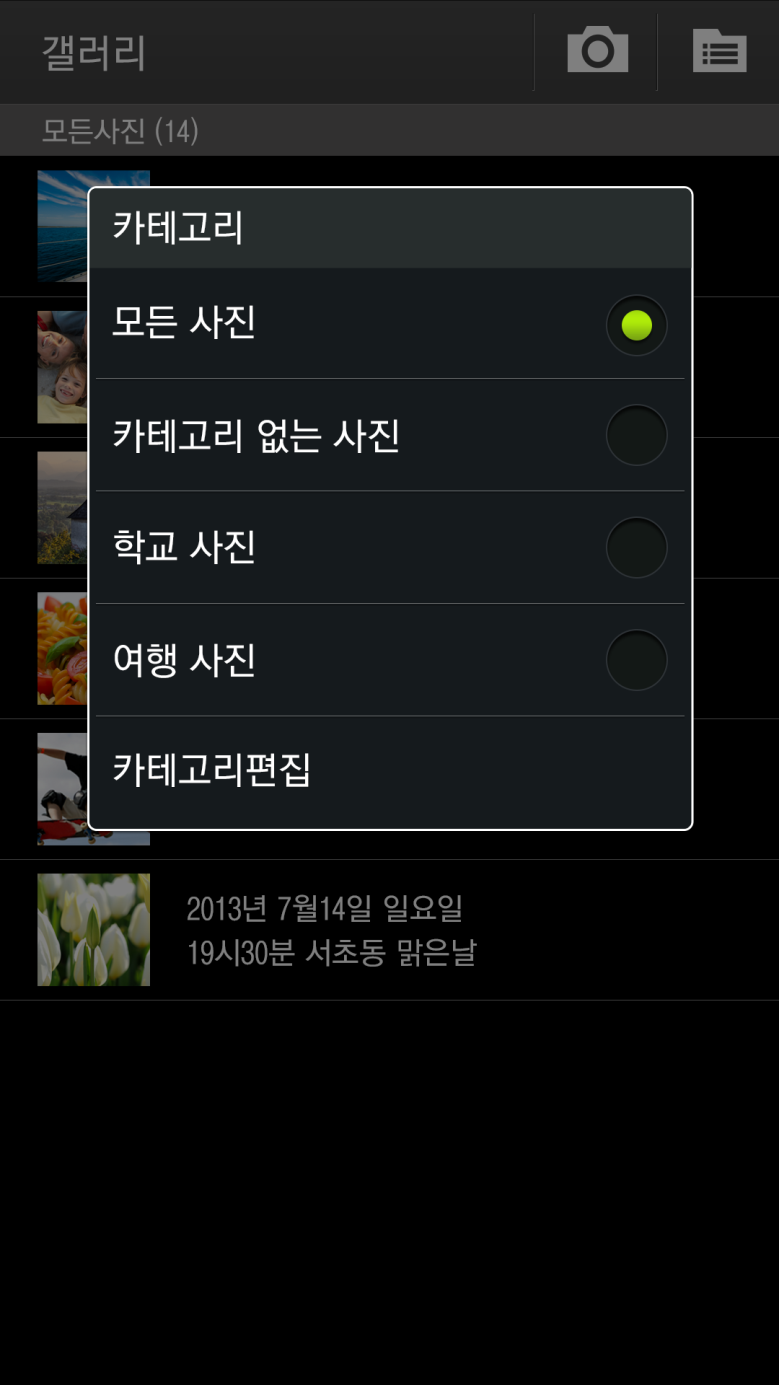 갤러리
모든사진 (14)
카테고리
모든 사진
카테고리 없는 사진
학교 사진
여행 사진
카테고리편집
2013년 7월14일 일요일
19시30분 서초동 맑은날